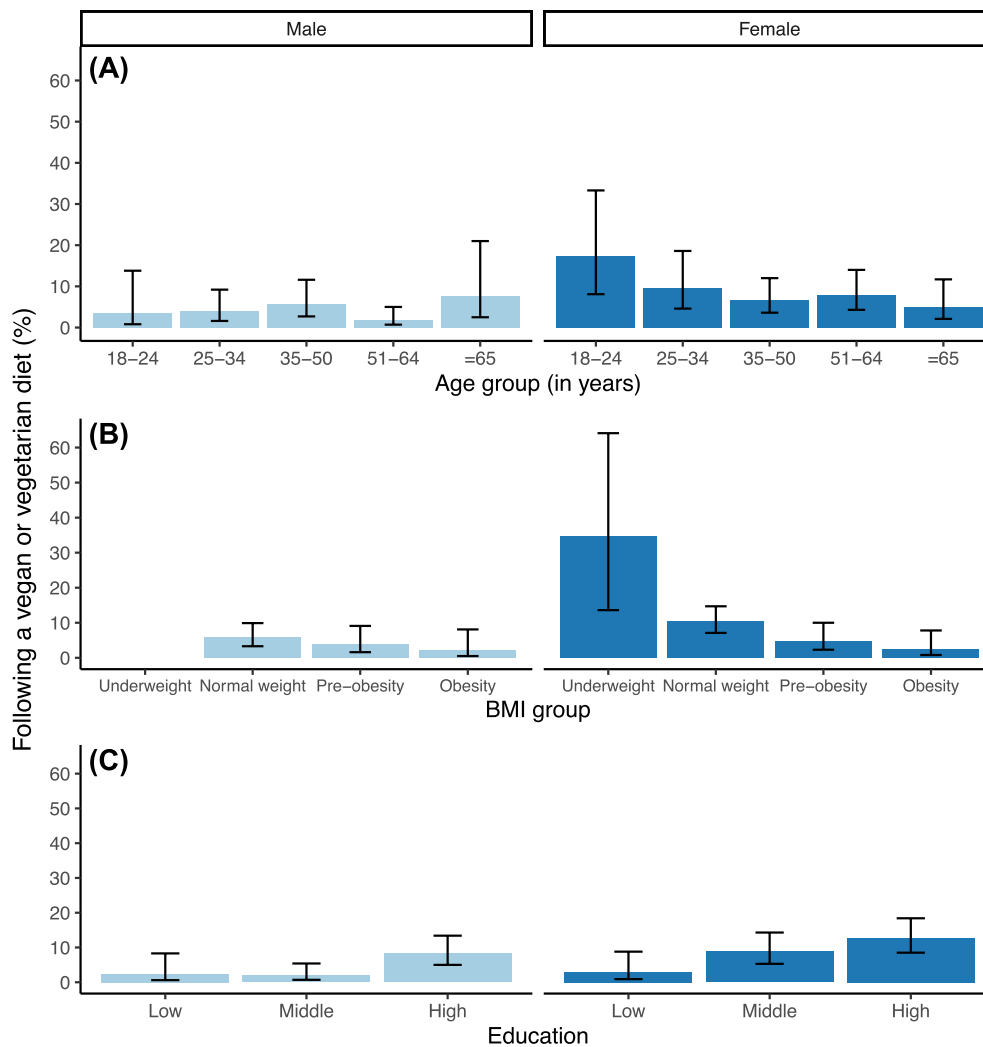 Male Female
(A)
60
50
40
30
20
10
0
18–24 25–34 35–50 51–64 =65 18–24 25–34 35–50 51–64 =65
Age group (in years)
Following a vegan or vegetarian diet (%)
(B)
60
50
40
30
20
10
0
Underweight Normal weight Pre–obesity Obesity Underweight Normal weight Pre–obesity Obesity
BMI group
(C)
60
50
40
30
20
10
0
Low Middle High Low Middle High
Education